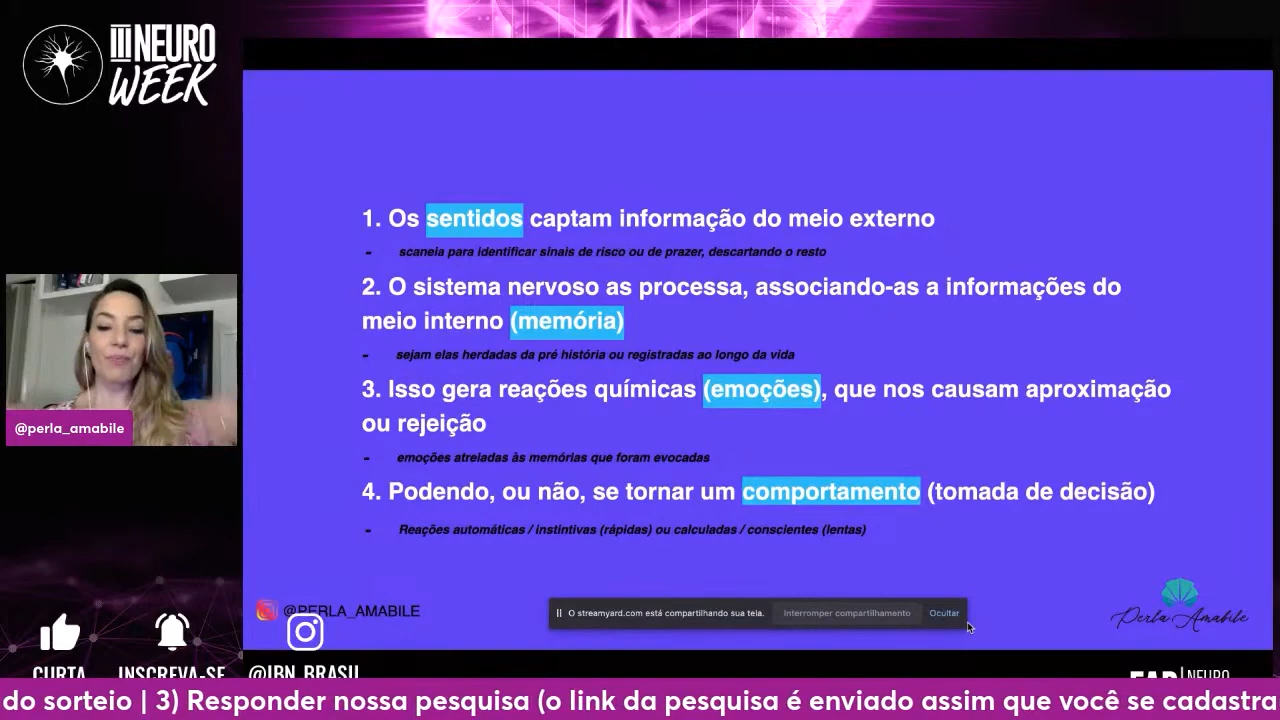 III NEURO
WEEK
1. Os sentidos captam informação do meio externo
- scaneia para identificar sinais de risco ou de prazer, descartando o resto
2. O sistema nervoso as processa, associando-as a informações do
meio interno (memória)
- sejam elas herdadas da pré história ou registradas ao longo da vida
3. Isso gera reações químicas (emoções), que nos causam aproximação
ou rejeição
- emoções atreladas às memórias que foram evocadas
4. Podendo, ou não, se tornar um comportamento (tomada de decisão)
- Reações automáticas / instintivas (rápidas) ou calculadas / conscientes (lentas)
@perla_amabile
@PERLA_AMABILE
O streamyard.com está compartilhando sua tela. Interromper compartilhamento Ocultar
Perla Amabile
CURTA INSCREVA-SE @IBN_BRASIL
NEURO
do sorteio | 3) Responder nossa pesquisa (o link da pesquisa é enviado assim que você se cadastra